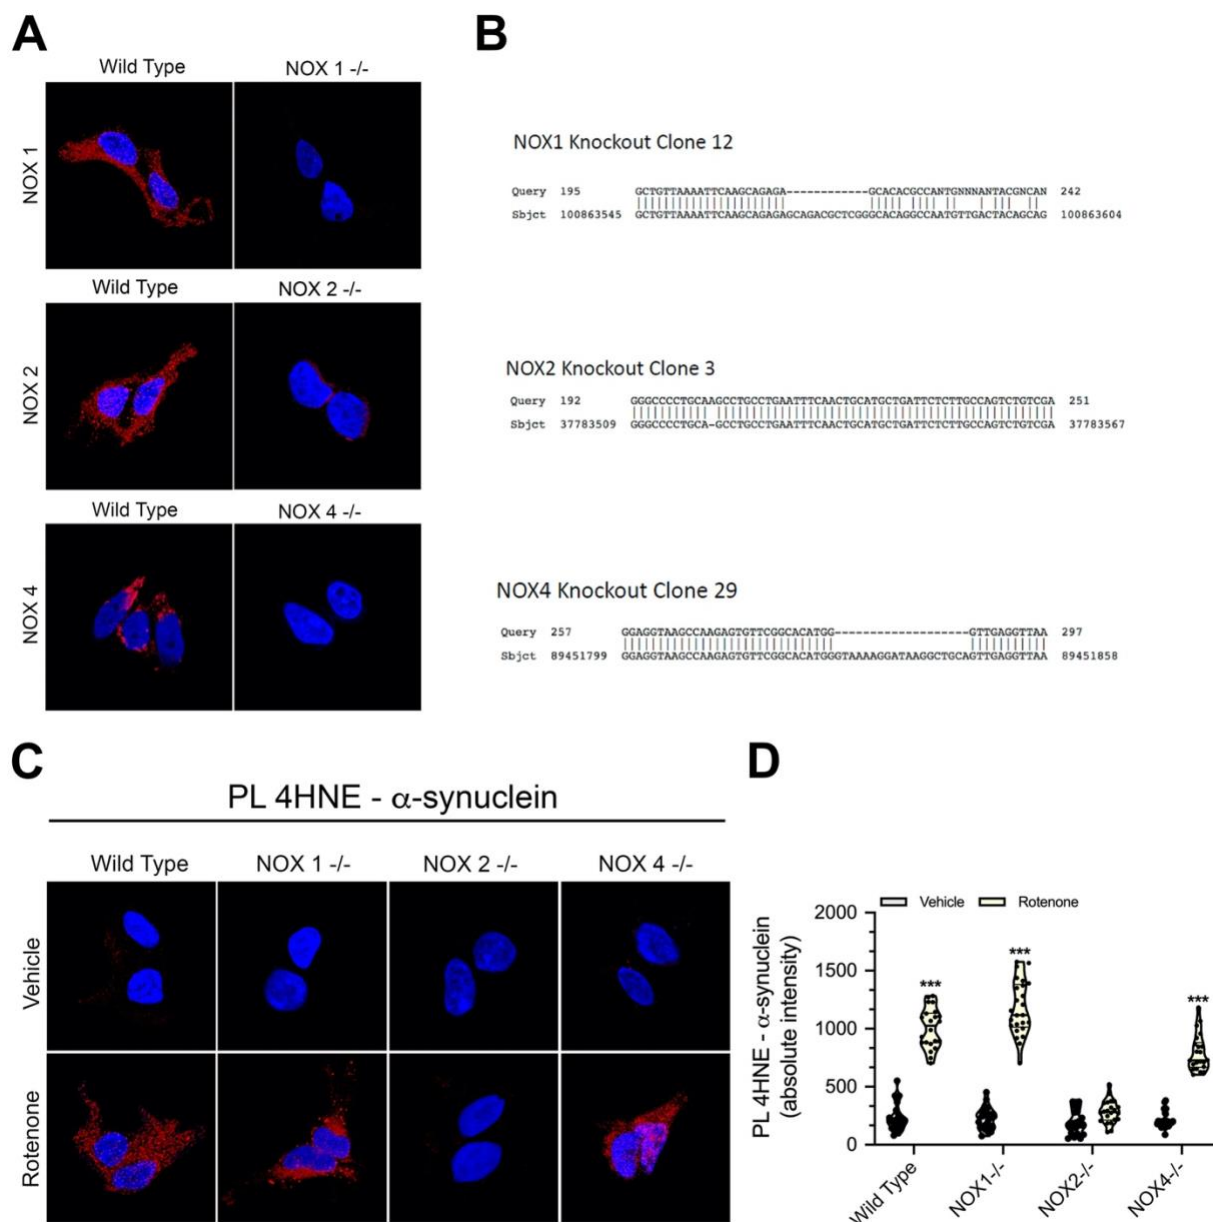 A
B
Wild Type NOX 1 -/-
NOX 1
Wild Type NOX 2 -/-
NOX 2
Wild Type NOX 4 -/-
NOX 4
NOX1 Knockout Clone 12
Query 195 GCTGTTAAAATTCAAGCAGAGA------------GCACACGCCANTGNNNANTACGNCAN 242
Sbjct 100863545 GCTGTTAAAATTCAAGCAGAGAGCAGACGCTCGGGCACAGGCCAATGTTGACTACAGCAG 100863604
NOX2 Knockout Clone 3
Query 192 GGGCCCCTGCAAGCCTGCCTGAATTTCAACTGCATGCTGATTCTCTTGCCAGTCTGTCGA 251
Sbjct 37783509 GGGCCCCTGCA-GCCTGCCTGAATTTCAACTGCATGCTGATTCTCTTGCCAGTCTGTCGA 37783567
NOX4 Knockout Clone 29
Query 257 GGAGGTAAGCCAAGAGTGTTCGGCACATGG-------------------GTTGAGGTTAA 297
Sbjct 89451799 GGAGGTAAGCCAAGAGTGTTCGGCACATGGGTAAAAGGATAAGGCTGCAGTTGAGGTTAA 89451858
C
PL 4HNE - α-synuclein
Wild Type NOX 1 -/- NOX 2 -/- NOX 4 -/-
Vehicle
Rotenone
D
Vehicle Rotenone
PL 4HNE - α-synuclein
(absolute intensity)
2000
1500
1000
500
0
*** *** ***
Wild Type NOX1-/- NOX2-/- NOX4-/-